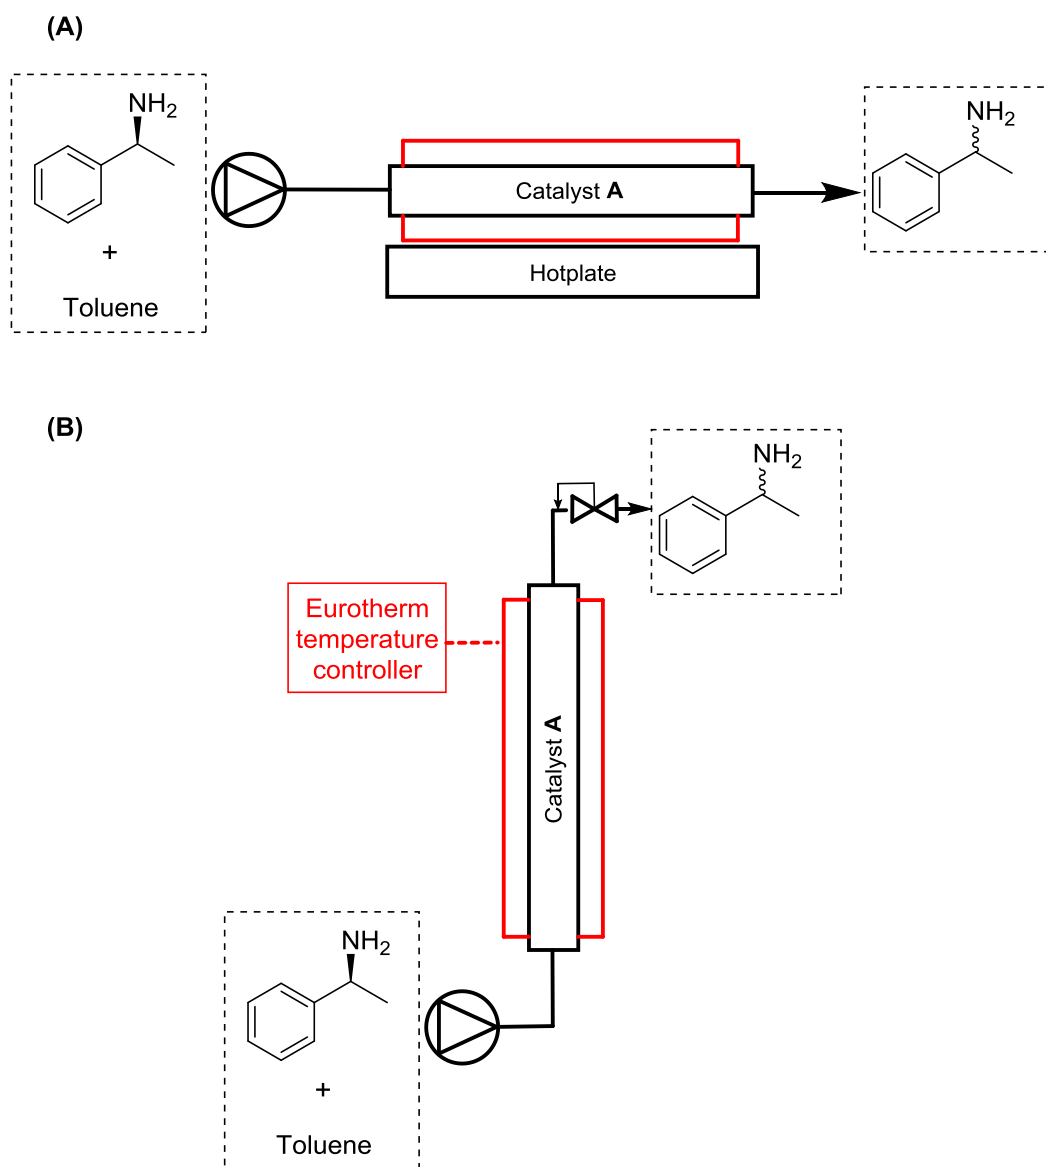 (A)
NH2
+
Toluene
Catalyst A
Hotplate
NH2
(B)
NH2
Eurotherm
temperature
controller
Catalyst A
NH2
+
Toluene